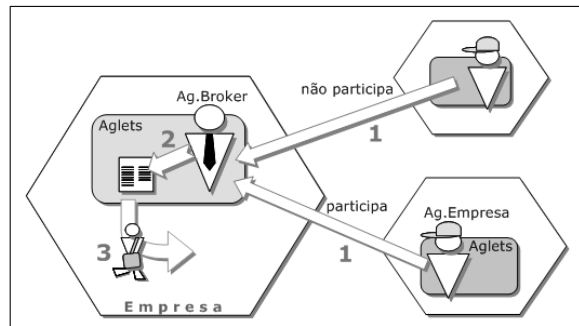 não participa
Ag.Broker
1
Aglets
2
participa
Ag.Empresa
1
Aglets
3
Empresa